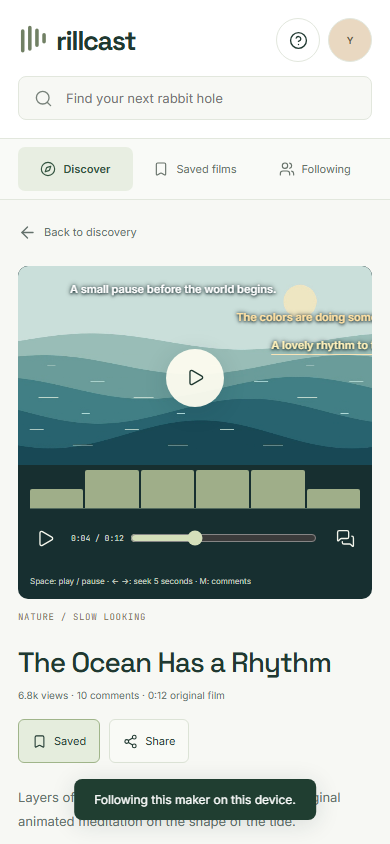 rillcast
Y
Find your next rabbit hole
Discover
Saved films
Following
Back to discovery
A small pause before the world begins.
The colors are doing some
A lovely rhythm to
0:04 / 0:12
Space: play / pause · ← →: seek 5 seconds · M: comments
NATURE / SLOW LOOKING
The Ocean Has a Rhythm
6.8k views · 10 comments · 0:12 original film
Saved
Share
Following this maker on this device.
Layers of
animated meditation on the shape of the tide.